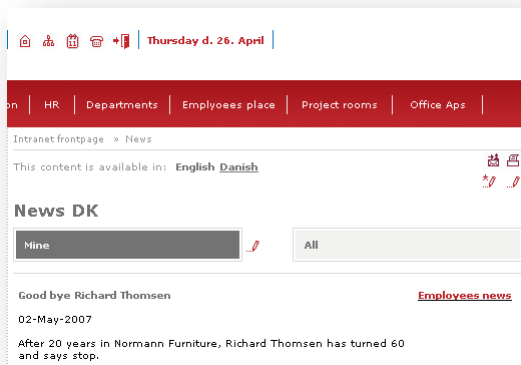 11
Thursday d. 26. April
on HR Departments Emplyoees place Project rooms Office Aps
Intranet frontpage » News
This content is available in: English Danish
News DK
Mine
All
Good bye Richard Thomsen Employees news
02-May-2007
After 20 years in Normann Furniture, Richard Thomsen has turned 60
and says stop.